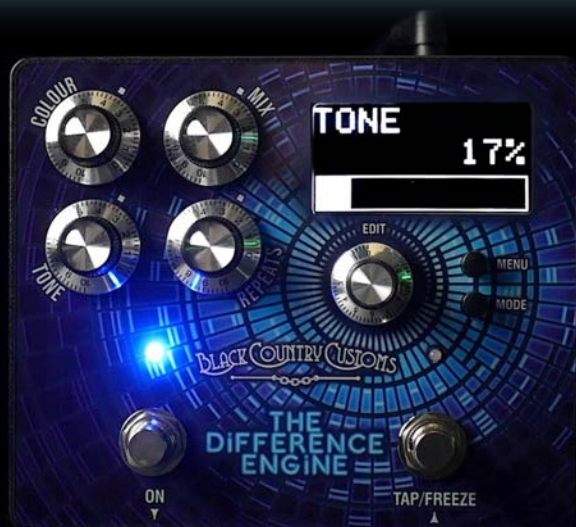 COLOUR
MIX
TONE
17%
TONE
REPEATS
EDIT
MENU
MODE
BLACK COUNTRY CUSTOMS
THE
DiFFERENCE
ENGiNE
ON
TAP/FREEZE